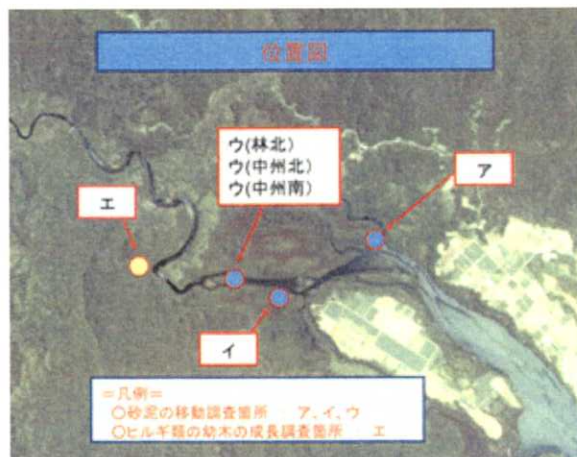 位置図
ウ(林北)
ウ(中州北)
ウ(中州南)
ア
エ
イ
=凡例=
○砂泥の移動調査箇所 ア、イ、ウ
○ヒルギ類の幼木の成長調査箇所 エ